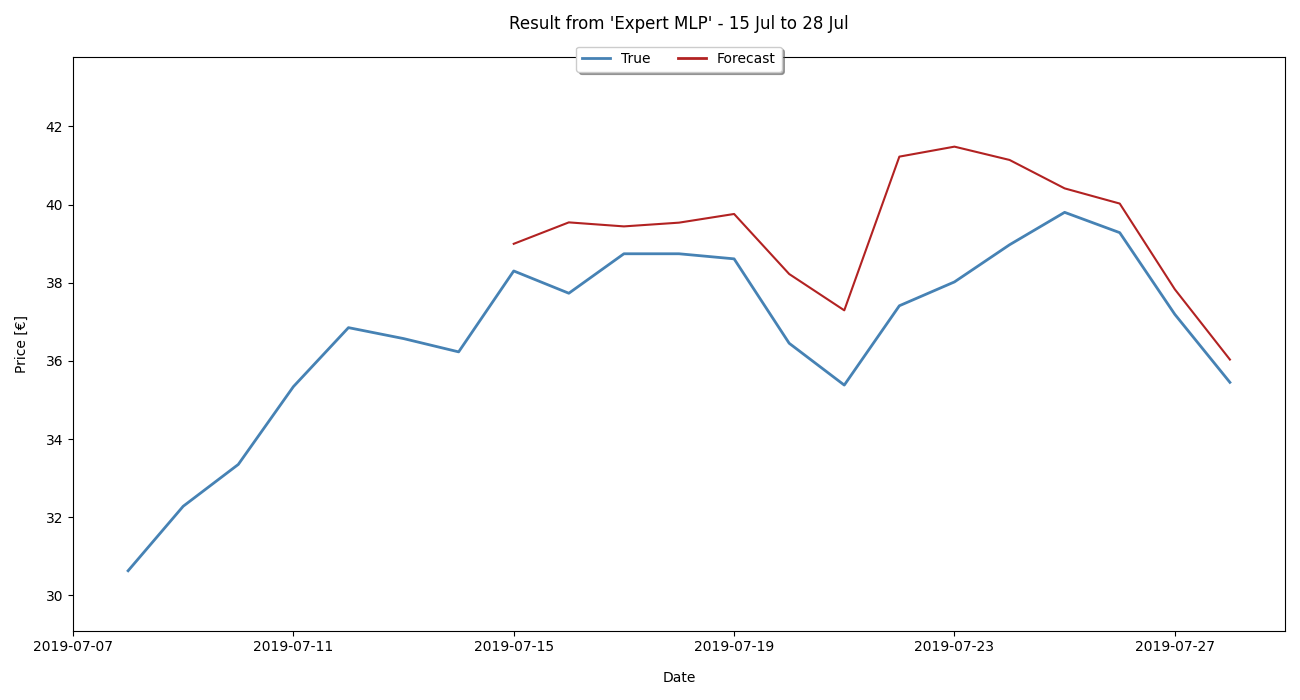 Result from 'Expert MLP' - 15 Jul to 28 Jul
True Forecast
42
40
38
36
34
32
30
Price [€]
2019-07-07 2019-07-11 2019-07-15 2019-07-19 2019-07-23 2019-07-27
Date